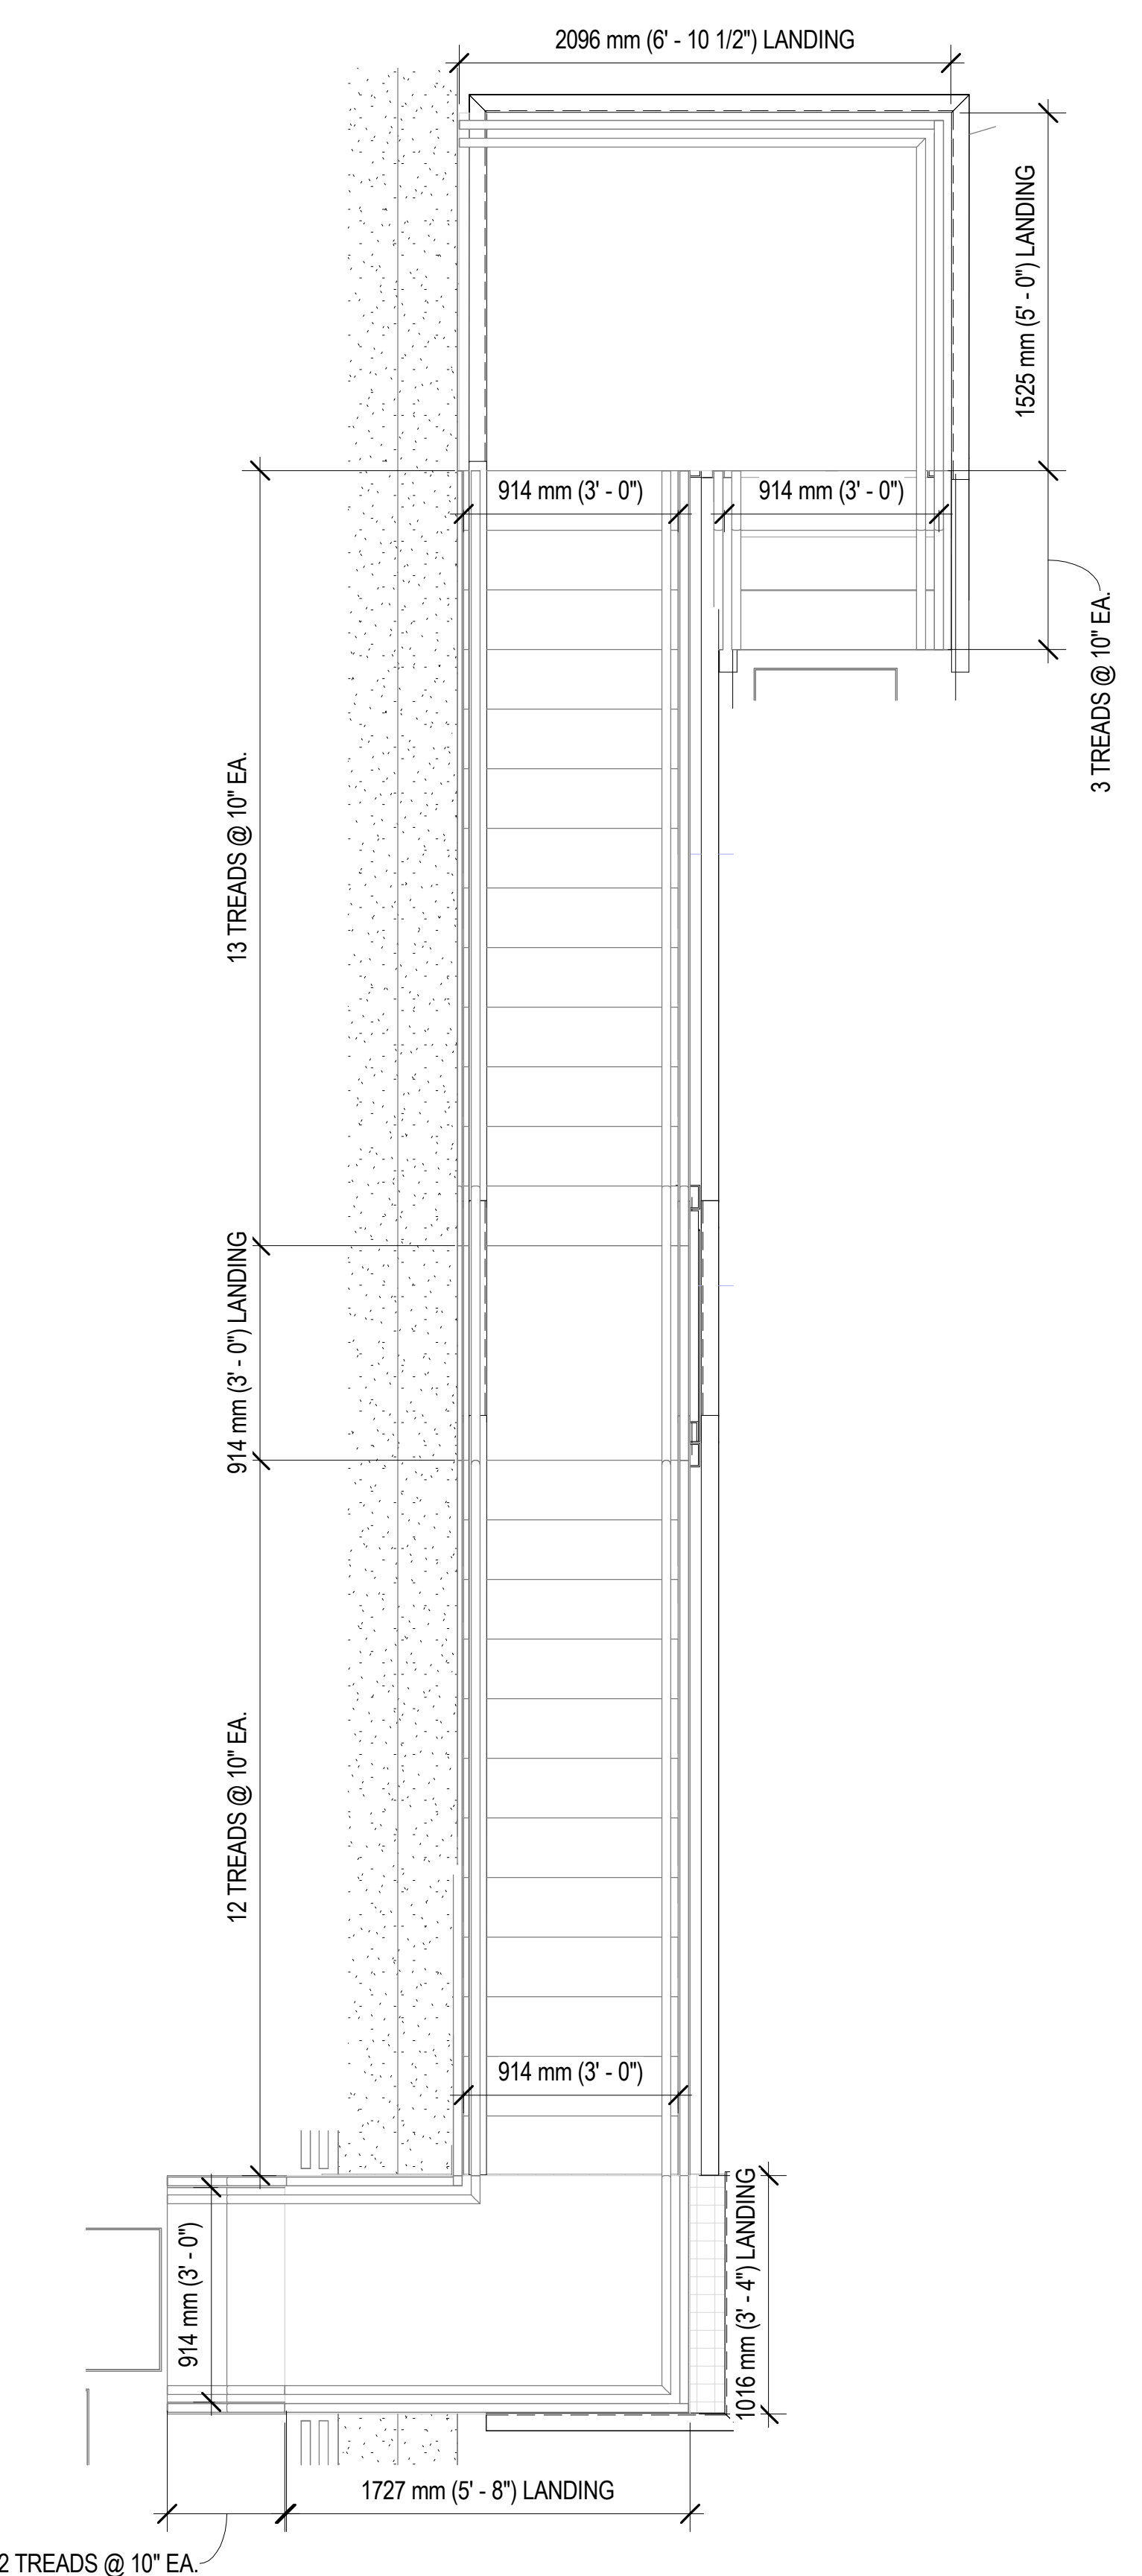 2096 mm (6' - 10 1/2") LANDING
1525 mm (5' - 0") LANDING
914 mm (3' - 0")
914 mm (3' - 0")
3 TREADS @ 10" EA.
13 TREADS @ 10" EA.
914 mm (3' - 0") LANDING
12 TREADS @ 10" EA.
914 mm (3' - 0")
914 mm (3' - 0")
1016 mm (3' - 4") LANDING
1727 mm (5' - 8") LANDING
2 TREADS @ 10" EA.